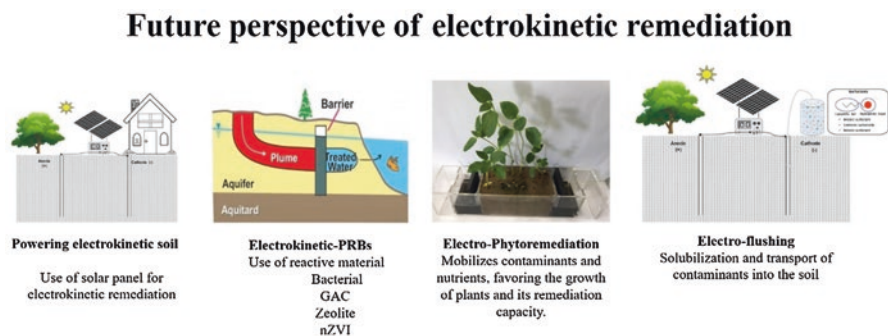 Future perspective of electrokinetic remediation
Anode
(+)
Cathode (-)
Powering electrokinetic soil
Use of solar panel for
electrokinetic remediation
Barrier
Plume
Treated
Water
Aquifer
Aquitard
Electrokinetic-PRBs
Use of reactive material
Bacterial
GAC
Zeolite
nZVI
Electro-Phytoremediation
Mobilizes contaminants and
nutrients, favoring the growth
of plants and its remediation
capacity.
Anode
(+)
Cathode
(-)
Electro-flushing
Solubilization and transport of
contaminants into the soil